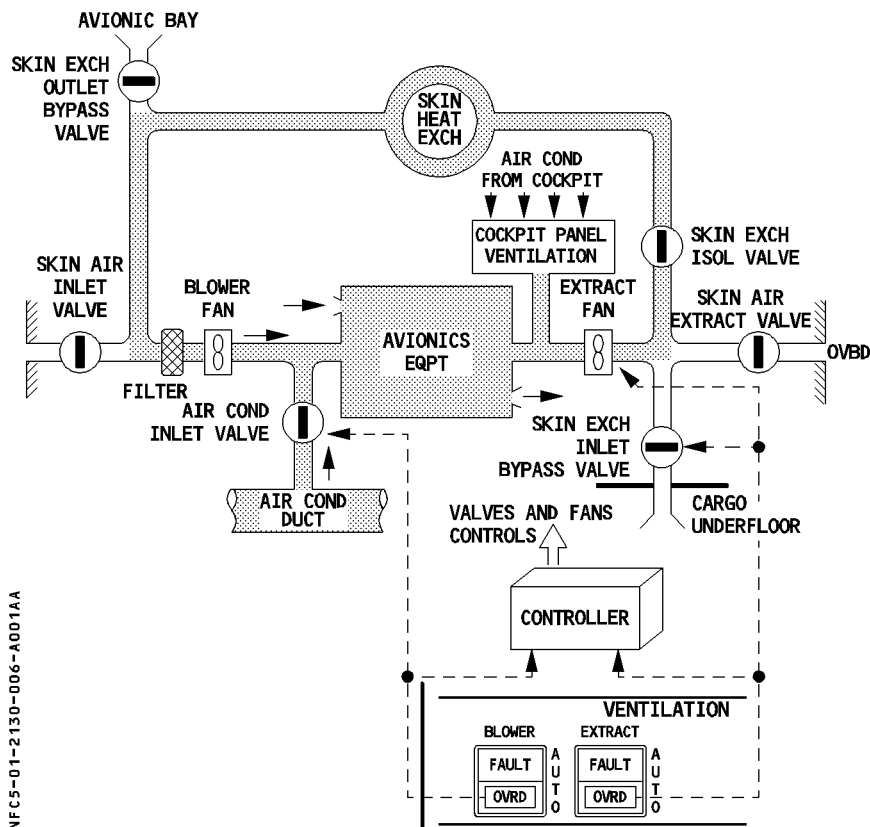 AVIONIC BAY
SKIN EXCH
OUTLET
BYPASS
VALVE
SKIN
HEAT
EXCH
AIR COND
FROM COCKPIT
COCKPIT PANEL
VENTILATION
SKIN EXCH
ISOL VALVE
SKIN AIR
INLET
VALVE
BLOWER
FAN
EXTRACT
FAN
SKIN AIR
EXTRACT VALVE
AVIONICS
EQPT
OVBD
FILTER
AIR COND
INLET VALVE
SKIN EXCH
INLET
BYPASS VALVE
AIR COND
DUCT
CARGO
UNDERFLOOR
VALVES AND FANS
CONTROLS
CONTROLLER
VENTILATION
BLOWER
EXTRACT
FAULT
OVRD
AUTO
FAULT
OVRD
AUTO
NFC5-01-2130-006-A001AA